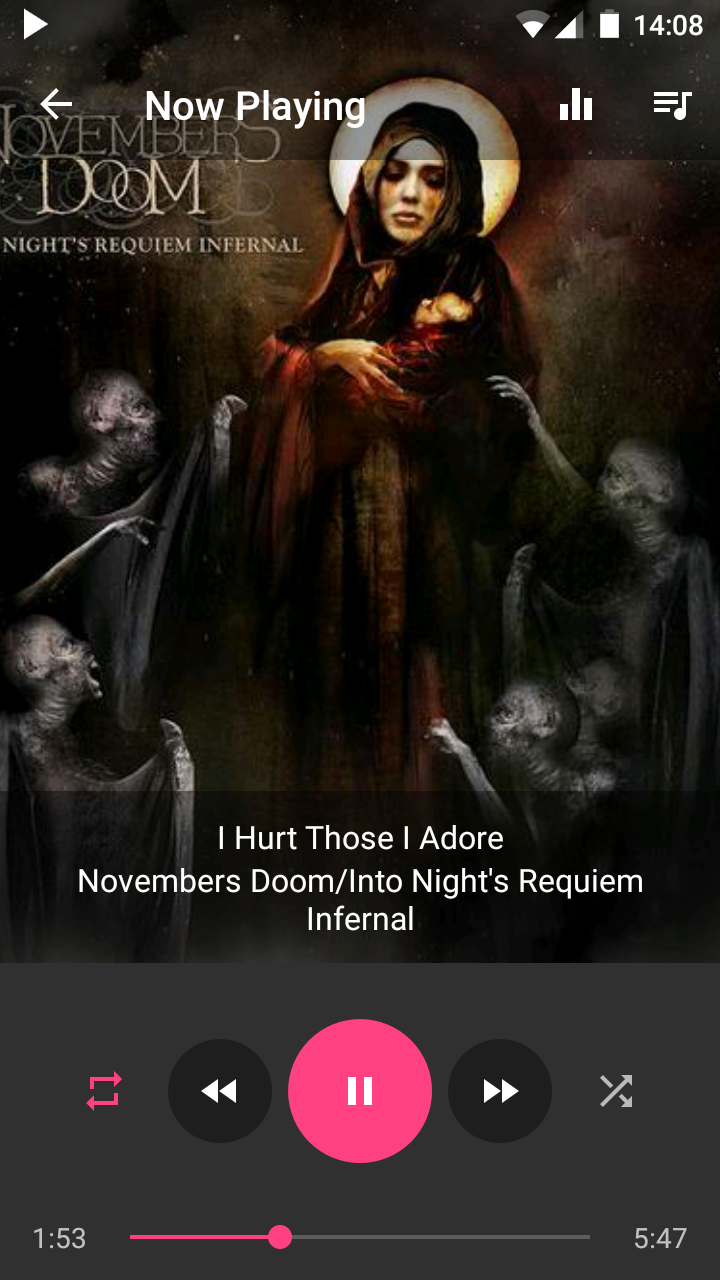 14:08
Now Playing
NOVEMBERS
DOOM
NIGHT'S REQUIEM INFERNAL
I Hurt Those I Adore
Novembers Doom/Into Night's Requiem
Infernal
1:53
5:47